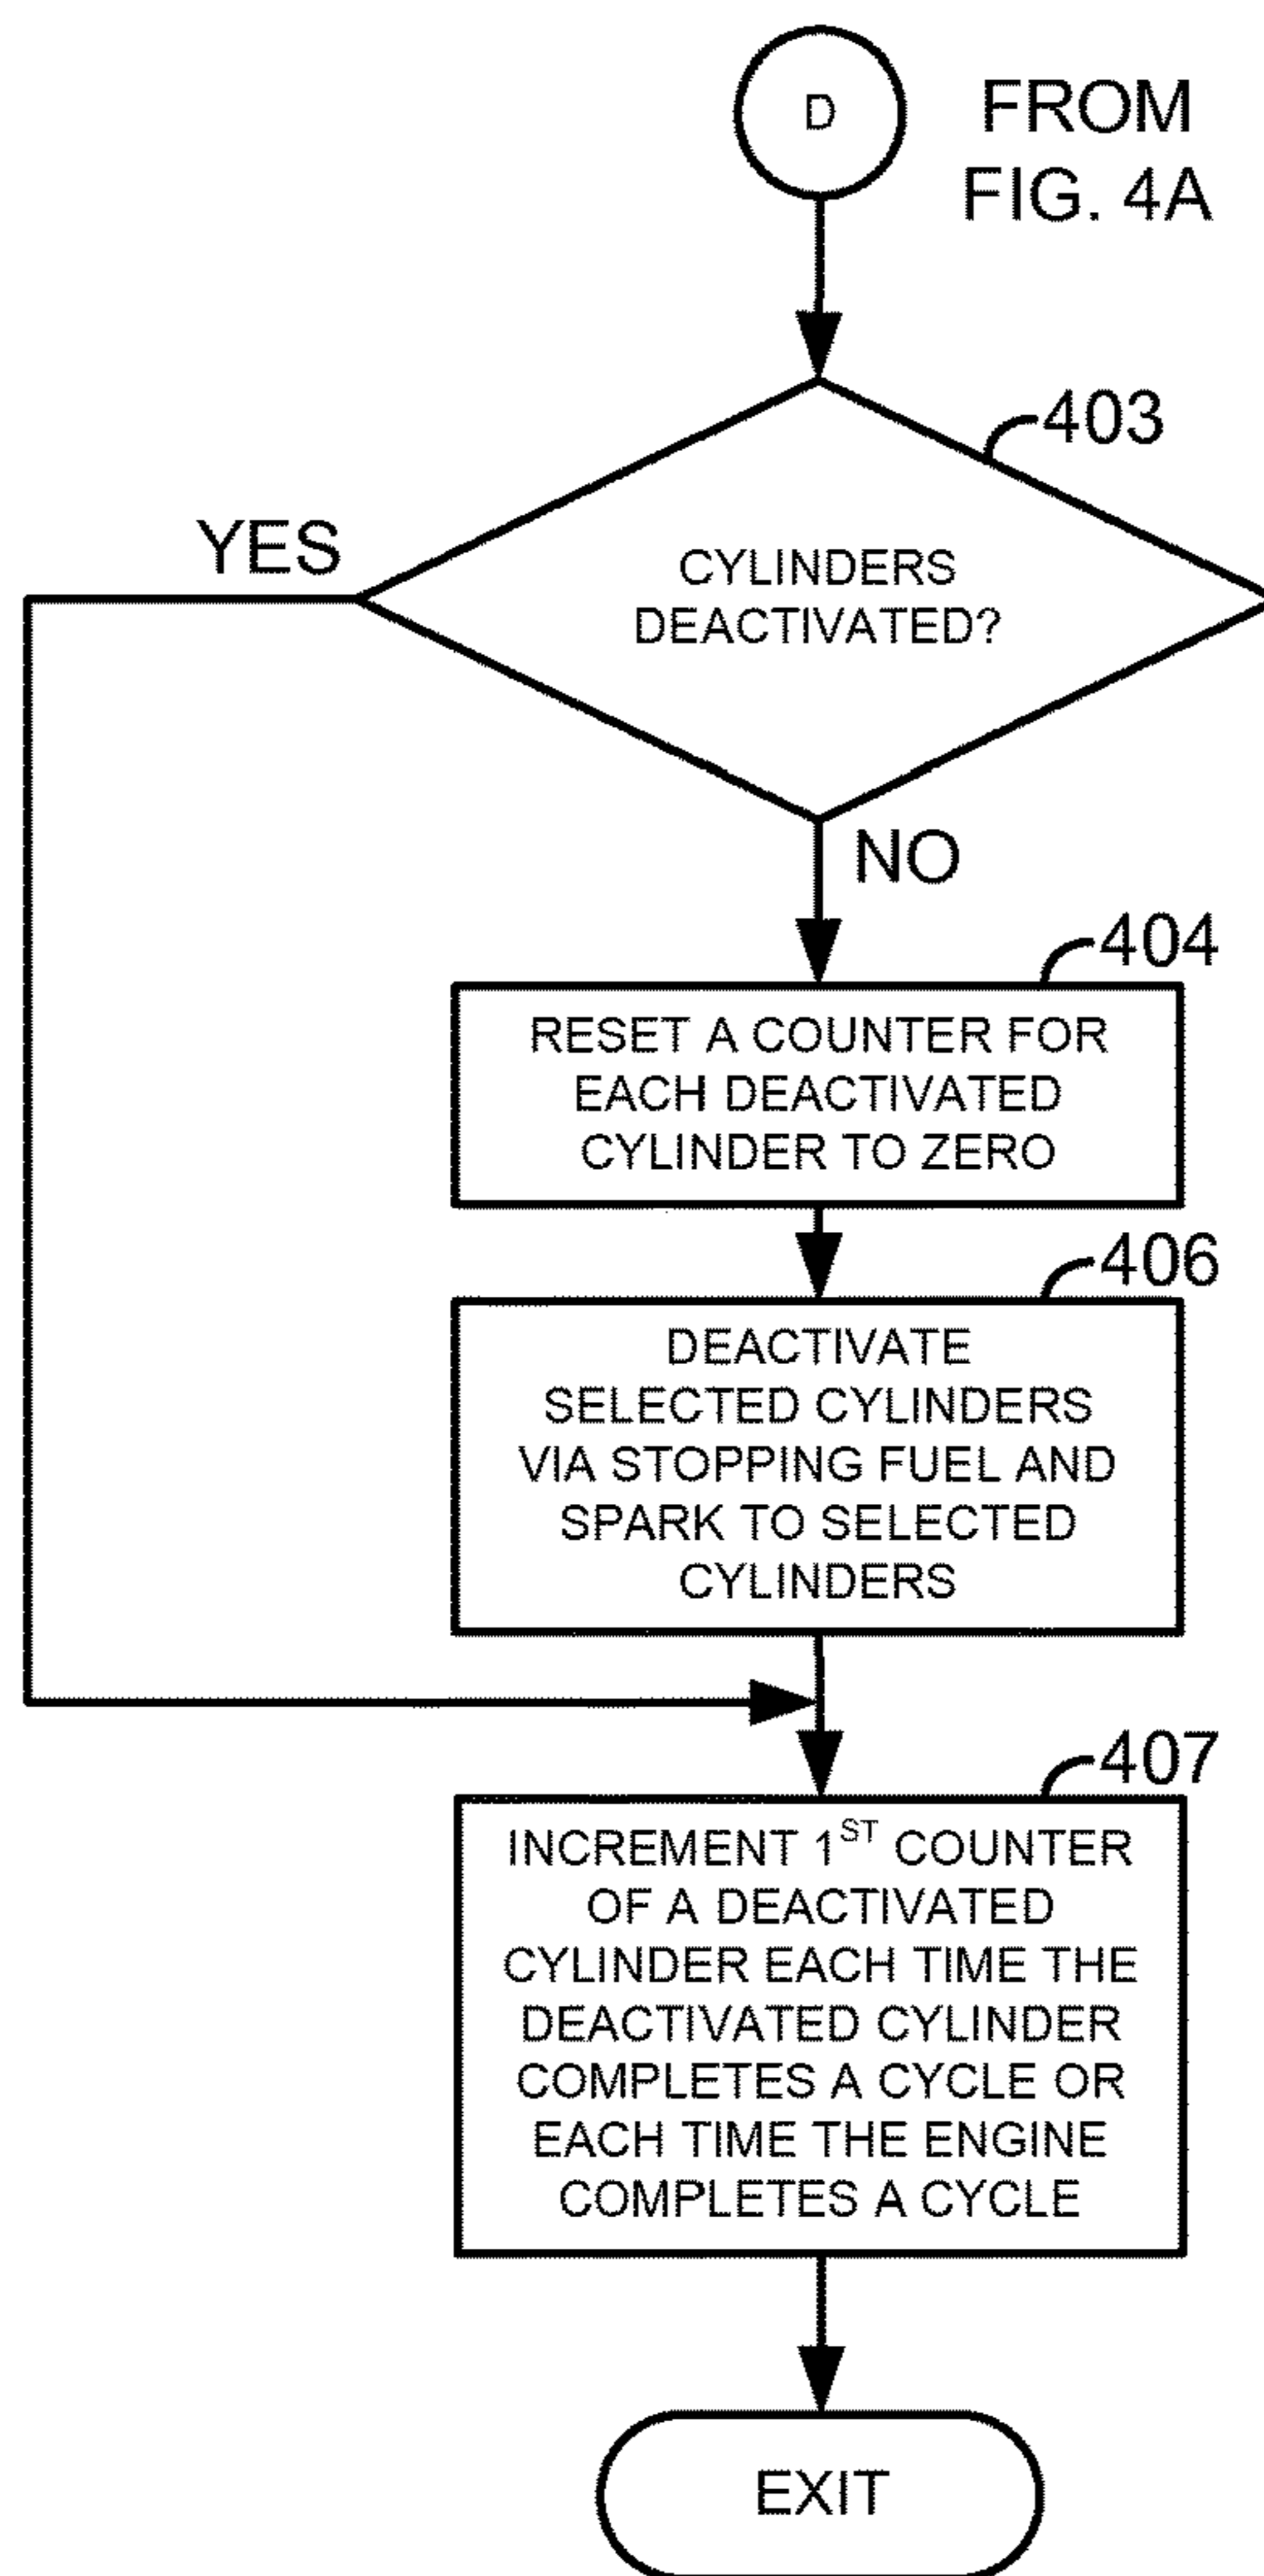 D
FROM
FIG. 4A
403
YES
CYLINDERS
DEACTIVATED?
NO
404
RESET A COUNTER FOR
EACH DEACTIVATED
CYLINDER TO ZERO
406
DEACTIVATE
SELECTED CYLINDERS
VIA STOPPING FUEL AND
SPARK TO SELECTED
CYLINDERS
407
INCREMENT 1ST COUNTER
OF A DEACTIVATED
CYLINDER EACH TIME THE
DEACTIVATED CYLINDER
COMPLETES A CYCLE OR
EACH TIME THE ENGINE
COMPLETES A CYCLE
EXIT